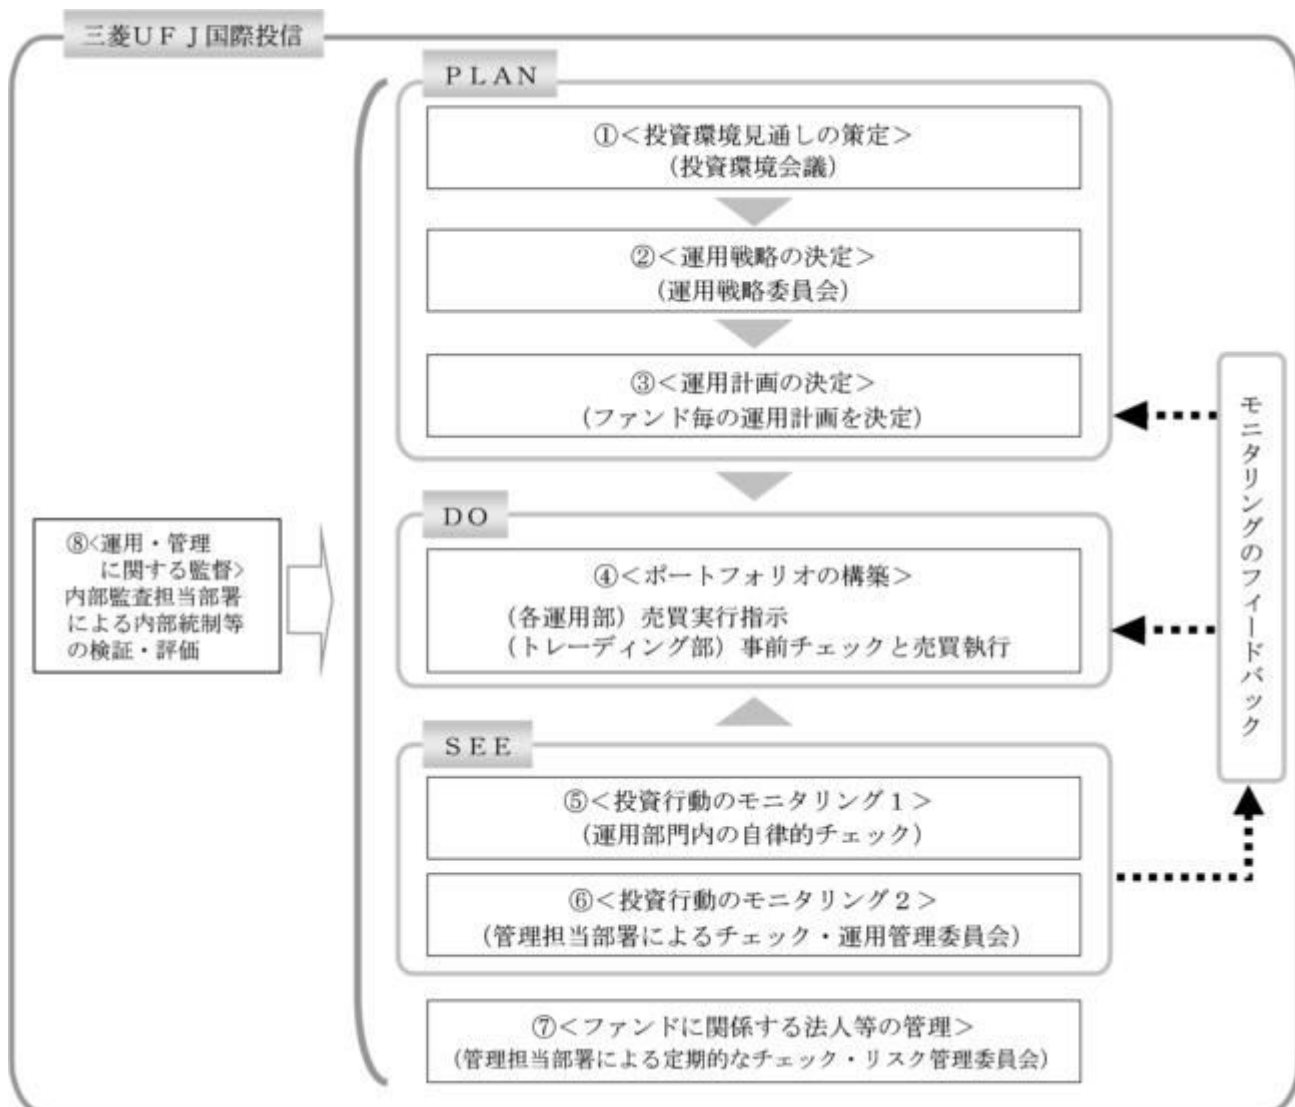 三菱ＵＦＪ国際投信
ＰＬＡＮ
①＜投資環境見通しの策定＞
（投資環境会議）
②＜運用戦略の決定＞
（運用戦略委員会）
③＜運用計画の決定＞
（ファンド毎の運用計画を決定）
ＤＯ
④＜ポートフォリオの構築＞
（各運用部）売買実行指示
（トレーディング部）事前チェックと売買執行
ＳＥＥ
⑤＜投資行動のモニタリング１＞
（運用部門内の自律的チェック）
⑥＜投資行動のモニタリング２＞
（管理担当部署によるチェック・運用管理委員会）
⑦＜ファンドに関係する法人等の管理＞
（管理担当部署による定期的なチェック・リスク管理委員会）
⑧<運用・管理
に関する監督>
内部監査担当部署
による内部統制等
の検証・評価
モニタリングのフィードバック